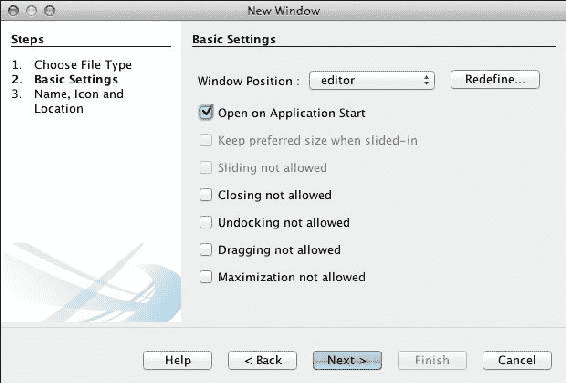 New Window
Steps
1. Choose File Type
2. Basic Settings
3. Name, Icon and
Location
Basic Settings
Window Position : editor Redefine...
Open on Application Start
Keep preferred size when slided-in
Sliding not allowed
Closing not allowed
Undocking not allowed
Dragging not allowed
Maximization not allowed
Help < Back Next > Finish Cancel